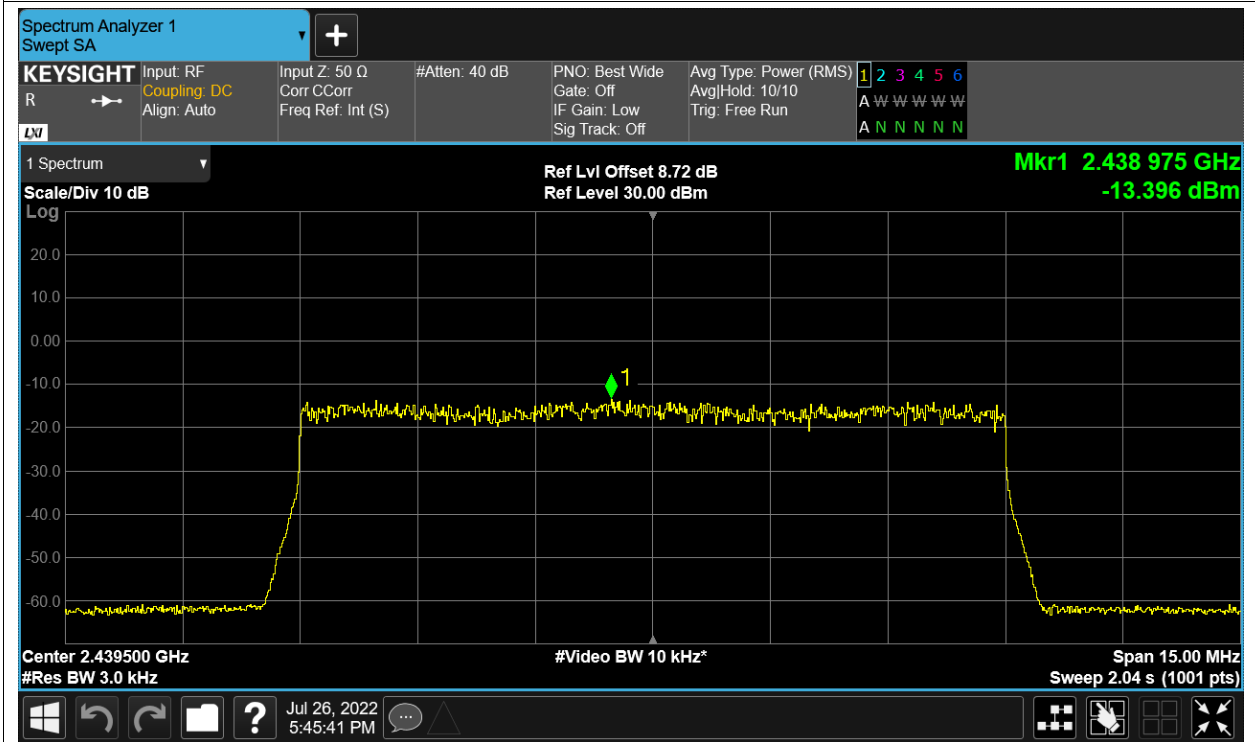 Spectrum Analyzer 1
Swept SA
+
KEYSIGHT
R
LXI
Input: RF
Coupling: DC
Align: Auto
Input Z: 50 Ω
Corr CCorr
Freq Ref: Int (S)
#Atten: 40 dB
PNO: Best Wide
Gate: Off
IF Gain: Low
Sig Track: Off
Avg Type: Power (RMS)
Avg|Hold: 10/10
Trig: Free Run
1 2 3 4 5 6
A W W W W W
A N N N N N
1 Spectrum
Scale/Div 10 dB
Log
Ref Lvl Offset 8.72 dB
Ref Level 30.00 dBm
Mkr1 2.438 975 GHz
-13.396 dBm
20.0
10.0
0.00
-10.0
-20.0
-30.0
-40.0
-50.0
-60.0
1
Center 2.439500 GHz
#Res BW 3.0 kHz
#Video BW 10 kHz*
Span 15.00 MHz
Sweep 2.04 s (1001 pts)
?
Jul 26, 2022
5:45:41 PM